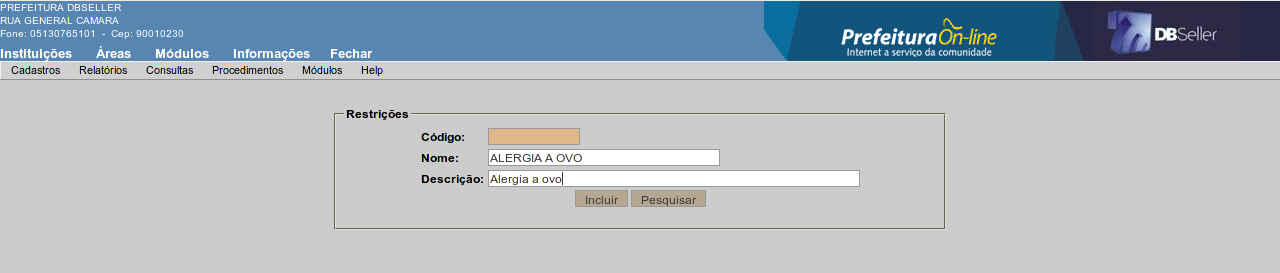 PREFEITURA DBSELLER
RUA GENERAL CAMARA
Fone: 05130765101 - Cep: 90010230
PrefeituraOn-line
Internet a serviço da comunidade
DBSeller
Instituições Áreas Módulos Informações Fechar
Cadastros Relatórios Consultas Procedimentos Módulos Help
Restrições
Código:
Nome: ALERGIA A OVO
Descrição: Alergia a ovo
Incluir Pesquisar